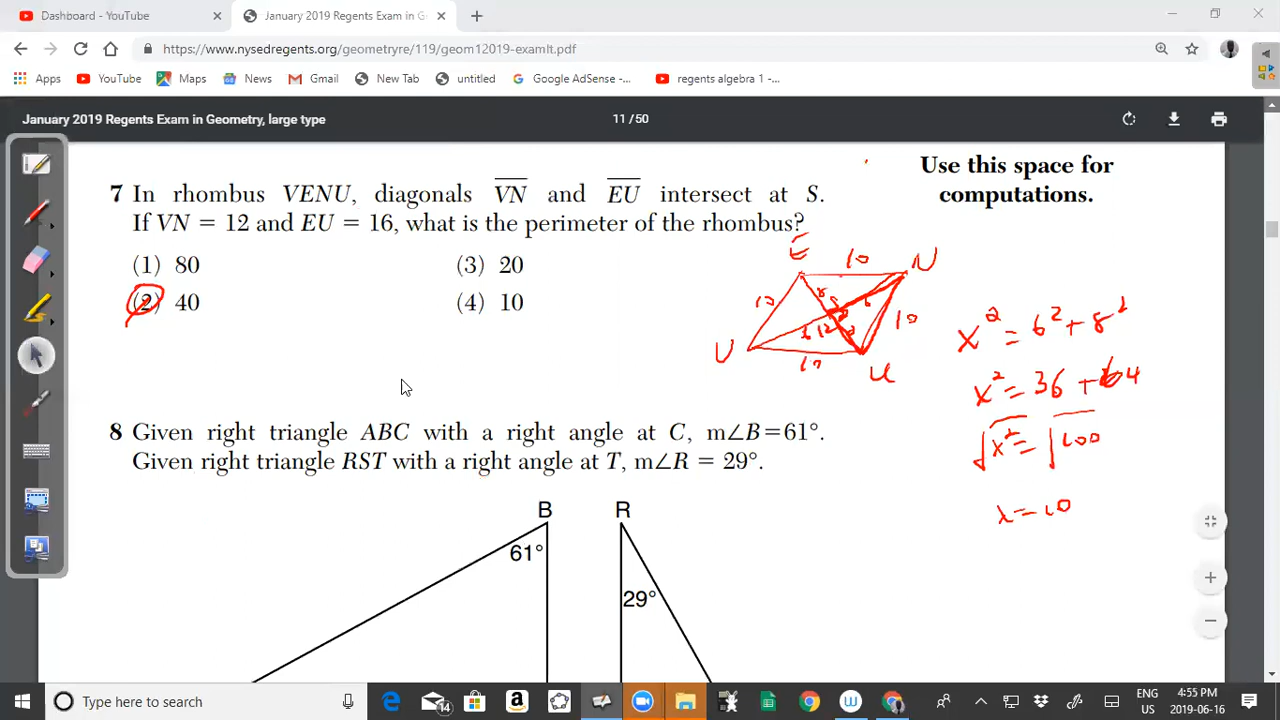 Dashboard - YouTube
January 2019 Regents Exam in G
https://www.nysedregents.org/geometryre/119/geom12019-examlt.pdf
Apps
YouTube
Maps
News
Gmail
New Tab
untitled
Google AdSense -...
regents algebra 1 -...
January 2019 Regents Exam in Geometry, large type
11 / 50
Use this space for
computations.
7 In rhombus VENU, diagonals VN and EU intersect at S.
If VN = 12 and EU = 16, what is the perimeter of the rhombus?
(1) 80
(3) 20
(2) 40
(4) 10
E
10
N
10
8
6
10
6
12
8
V
10
U
x² = 6² + 8²
x² = 36 + 64
√x² = √100
x = 10
8 Given right triangle ABC with a right angle at C, m∠B=61°.
Given right triangle RST with a right angle at T, m∠R = 29°.
B
R
61°
29°
Type here to search
14
ENG
US
4:55 PM
2019-06-16